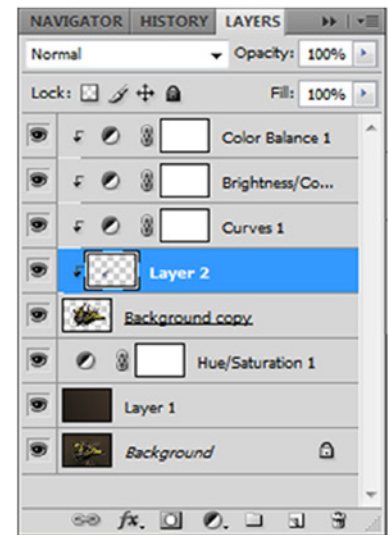 NAVIGATOR HISTORY LAYERS
Normal Opacity: 100%
Lock: Fill: 100%
Color Balance 1
Brightness/Co...
Curves 1
Layer 2
Background copy
Hue/Saturation 1
Layer 1
Background
fx.